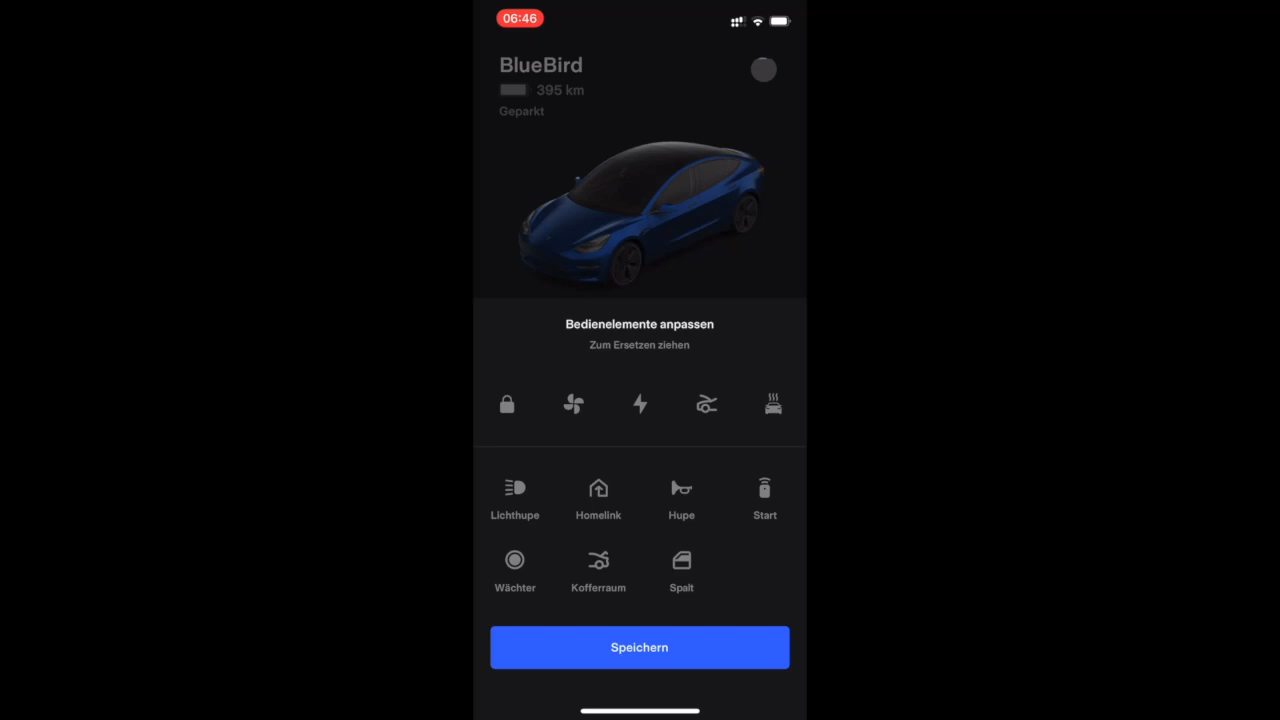 06:46
BlueBird
395 km
Geparkt
Bedienelemente anpassen
Zum Ersetzen ziehen
Lichthupe Homelink Hupe Start
Wächter Kofferraum Spalt
Speichern